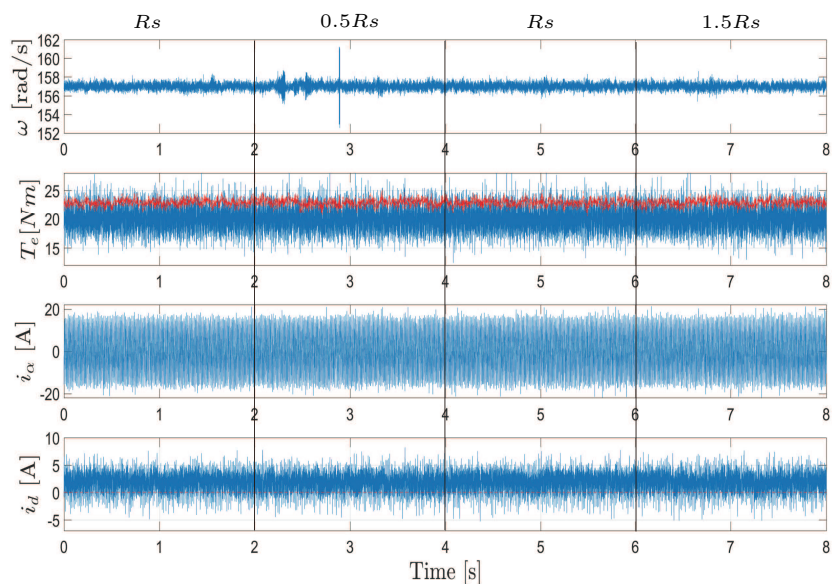 Rs 0.5Rs Rs 1.5Rs
ω [rad/s]
162
160
158
156
154
152
0 1 2 3 4 5 6 7 8
T_e[Nm]
25
20
15
0 1 2 3 4 5 6 7 8
i_α [A]
20
0
-20
0 1 2 3 4 5 6 7 8
i_d [A]
10
5
0
-5
0 1 2 3 4 5 6 7 8
Time [s]